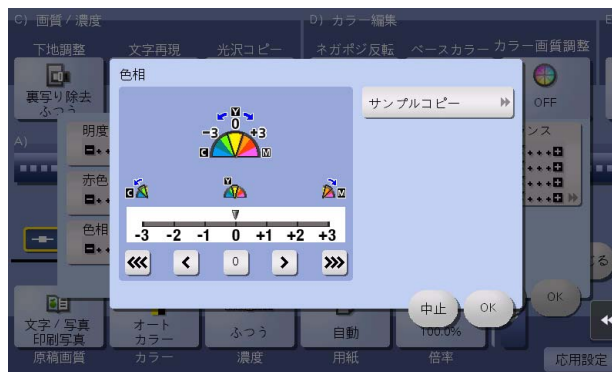 C) 画質 / 濃度
D) カラー編集
E
下地調整
文字再現
光沢コピー
ネガポジ反転
ベースカラー
カラー画質調整
裏写り除去
ふつう
OFF
色相
サンプルコピー
Y
0
-3
+3
C
M
A)
明度
赤色
色相
ンス
C
Y
M
-3 -2 -1 0 +1 +2 +3
0
中止
OK
OK
じる
文字 / 写真
印刷写真
オート
カラー
ふつう
自動
100.0%
原稿画質
カラー
濃度
用紙
倍率
応用設定